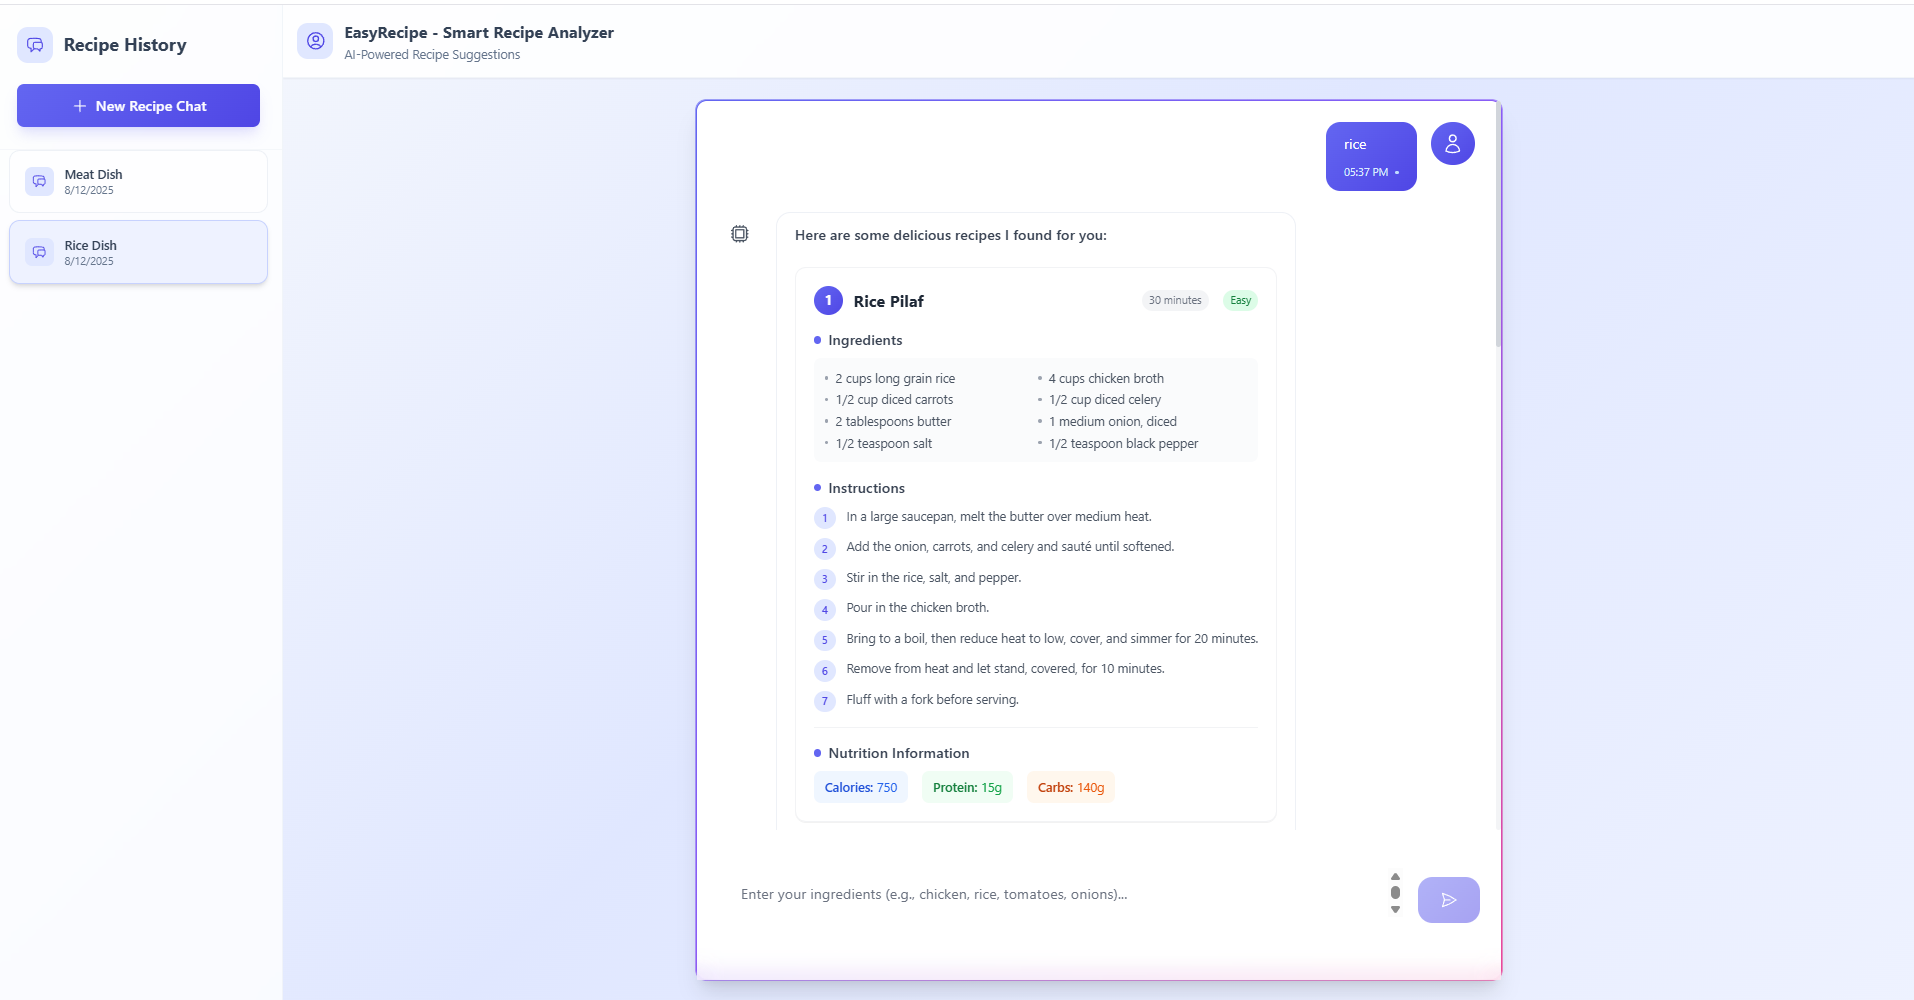 Recipe History
New Recipe Chat
Meat Dish
8/12/2025
Rice Dish
8/12/2025
EasyRecipe - Smart Recipe Analyzer
AI-Powered Recipe Suggestions
rice
05:37 PM •
Here are some delicious recipes I found for you:
1 Rice Pilaf 30 minutes Easy
Ingredients
• 2 cups long grain rice • 4 cups chicken broth
• 1/2 cup diced carrots • 1/2 cup diced celery
• 2 tablespoons butter • 1 medium onion, diced
• 1/2 teaspoon salt • 1/2 teaspoon black pepper
Instructions
1 In a large saucepan, melt the butter over medium heat.
2 Add the onion, carrots, and celery and sauté until softened.
3 Stir in the rice, salt, and pepper.
4 Pour in the chicken broth.
5 Bring to a boil, then reduce heat to low, cover, and simmer for 20 minutes.
6 Remove from heat and let stand, covered, for 10 minutes.
7 Fluff with a fork before serving.
Nutrition Information
Calories: 750 Protein: 15g Carbs: 140g
Enter your ingredients (e.g., chicken, rice, tomatoes, onions)...